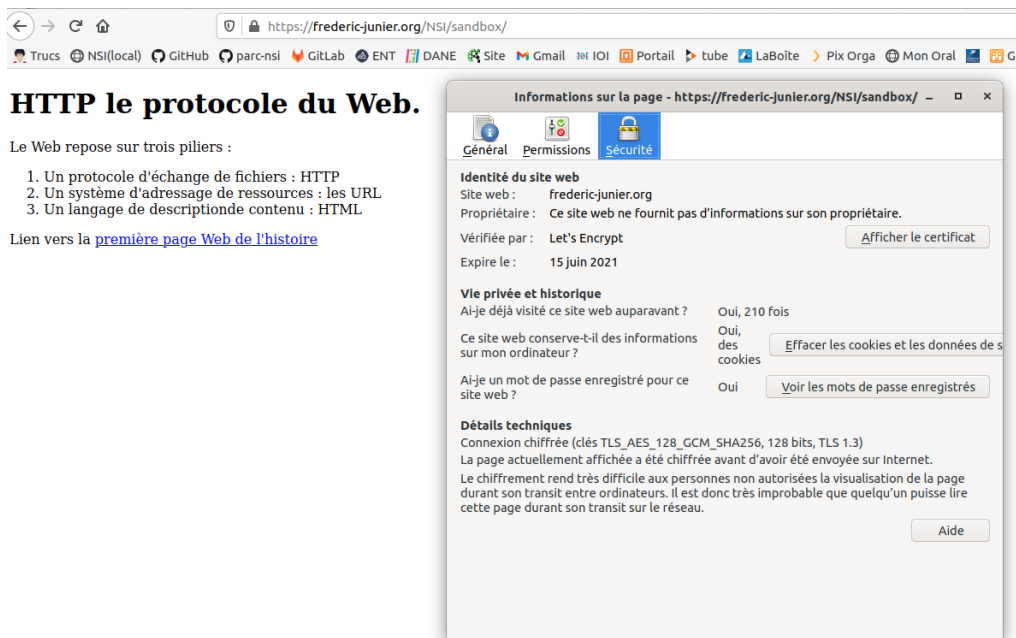 https://frederic-junier.org/NSI/sandbox/
Trucs NSI(local) GitHub parc-nsi GitLab ENT DANE Site Gmail IOI Portail tube LaBoîte Pix Orga Mon Oral G
HTTP le protocole du Web.
Le Web repose sur trois piliers :
1. Un protocole d'échange de fichiers : HTTP
2. Un système d'adressage de ressources : les URL
3. Un langage de descriptionde contenu : HTML
Lien vers la première page Web de l'histoire
Informations sur la page - https://frederic-junier.org/NSI/sandbox/
Général Permissions Sécurité
Identité du site web
Site web : frederic-junier.org
Propriétaire : Ce site web ne fournit pas d'informations sur son propriétaire.
Vérifiée par : Let's Encrypt Afficher le certificat
Expire le : 15 juin 2021
Vie privée et historique
Ai-je déjà visité ce site web auparavant ? Oui, 210 fois
Ce site web conserve-t-il des informations
sur mon ordinateur ?
Oui,
des
cookies
Effacer les cookies et les données de s
Ai-je un mot de passe enregistré pour ce
site web ?
Oui
Voir les mots de passe enregistrés
Détails techniques
Connexion chiffrée (clés TLS_AES_128_GCM_SHA256, 128 bits, TLS 1.3)
La page actuellement affichée a été chiffrée avant d'avoir été envoyée sur Internet.
Le chiffrement rend très difficile aux personnes non autorisées la visualisation de la page
durant son transit entre ordinateurs. Il est donc très improbable que quelqu'un puisse lire
cette page durant son transit sur le réseau.
Aide